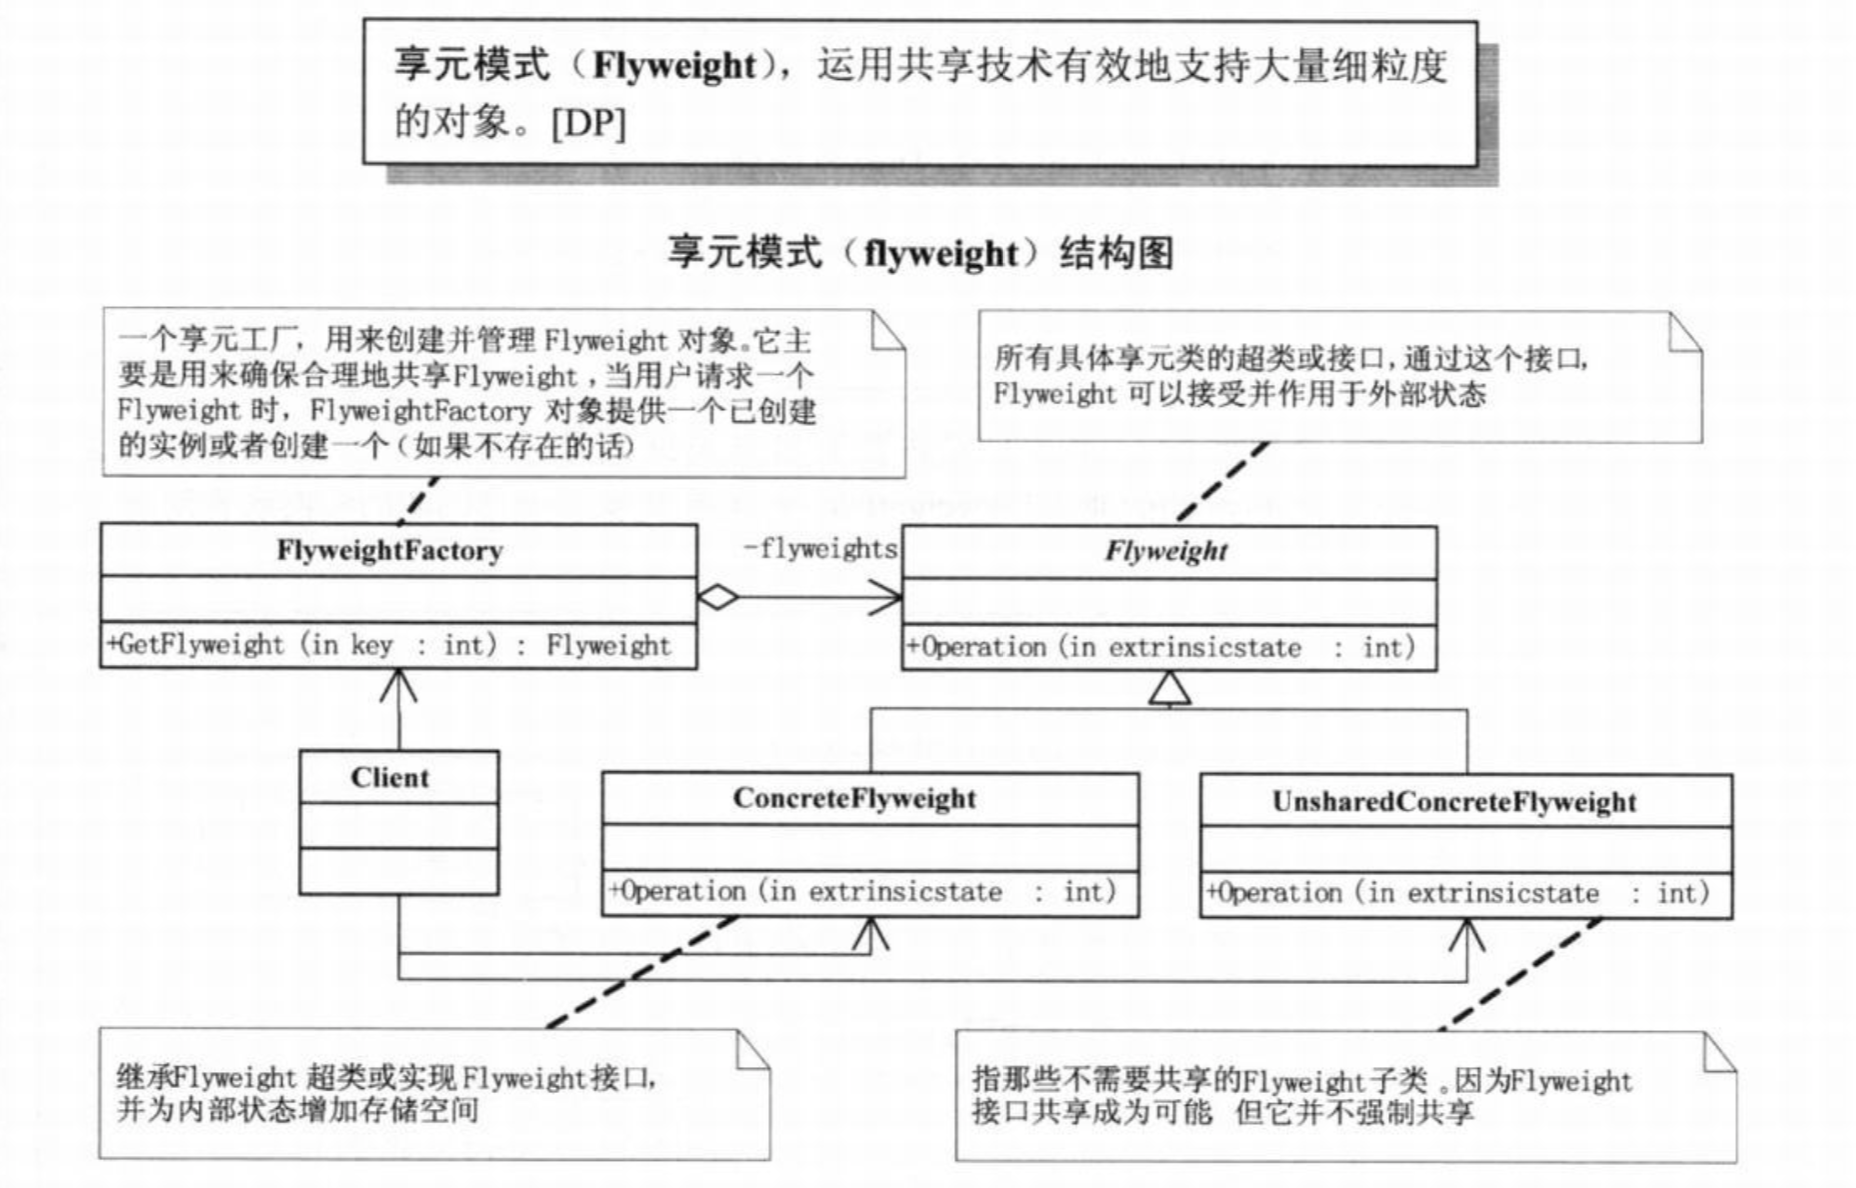 享元模式（Flyweight），运用共享技术有效地支持大量细粒度
的对象。[DP]
享元模式（flyweight）结构图
一个享元工厂，用来创建并管理 Flyweight 对象。它主
要是用来确保合理地共享Flyweight，当用户请求一个
Flyweight 时，FlyweightFactory 对象提供一个已创建
的实例或者创建一个（如果不存在的话）
所有具体享元类的超类或接口，通过这个接口，
Flyweight 可以接受并作用于外部状态
FlyweightFactory
+GetFlyweight (in key : int) : Flyweight
-flyweights
Flyweight
+Operation (in extrinsicstate : int)
Client
ConcreteFlyweight
+Operation (in extrinsicstate : int)
UnsharedConcreteFlyweight
+Operation (in extrinsicstate : int)
继承Flyweight 超类或实现 Flyweight接口，
并为内部状态增加存储空间
指那些不需要共享的Flyweight子类。因为Flyweight
接口共享成为可能 但它并不强制共享